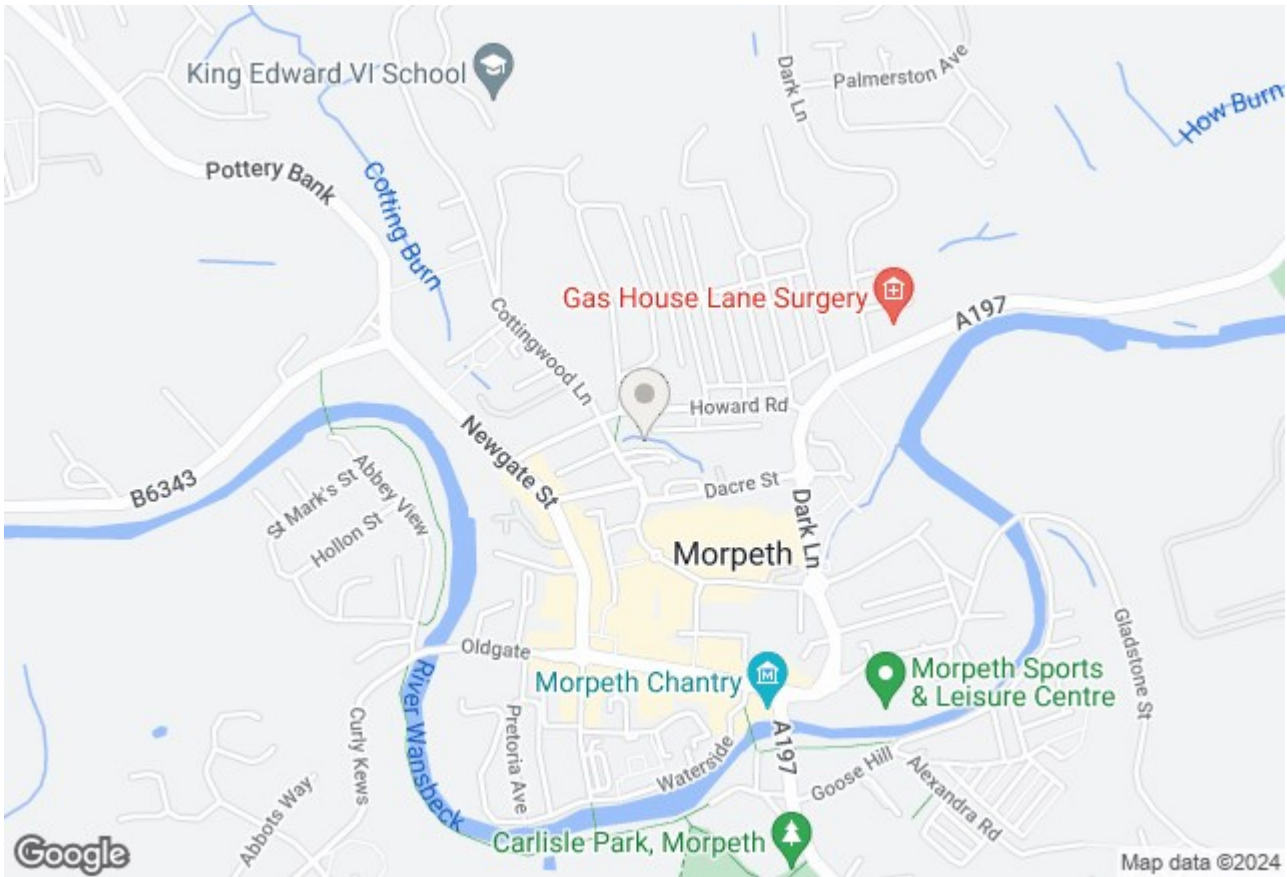 King Edward VI School
Dark Ln
Palmerston Ave
How Burn
Pottery Bank
Cotting Burn
Gas House Lane Surgery
A197
Cottingwood Ln
Howard Rd
Newgate St
B6343
St Mark's St
Abbey View
Hollon St
Dacre St
Dark Ln
Morpeth
Oldgate
Morpeth Chantry
Morpeth Sports
& Leisure Centre
Gladstone St
River Wansbeck
Curly Kews
Pretoria Ave
Waterside
A197
Goose Hill
Alexandra Rd
Abbots Way
Carlisle Park, Morpeth
Google
Map data ©2024